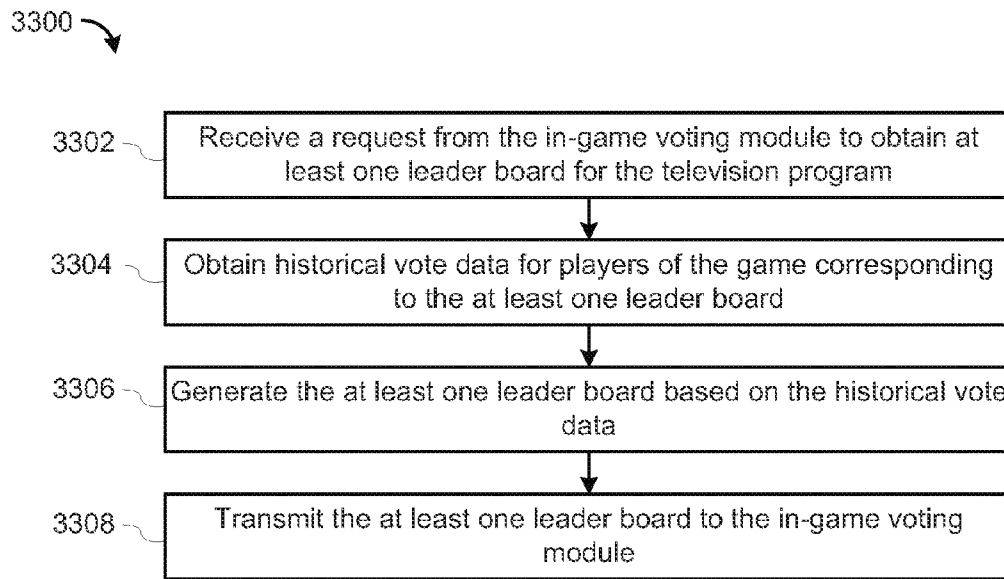 3300
3302
Receive a request from the in-game voting module to obtain at
least one leader board for the television program
3304
Obtain historical vote data for players of the game corresponding
to the at least one leader board
3306
Generate the at least one leader board based on the historical vote
data
3308
Transmit the at least one leader board to the in-game voting
module